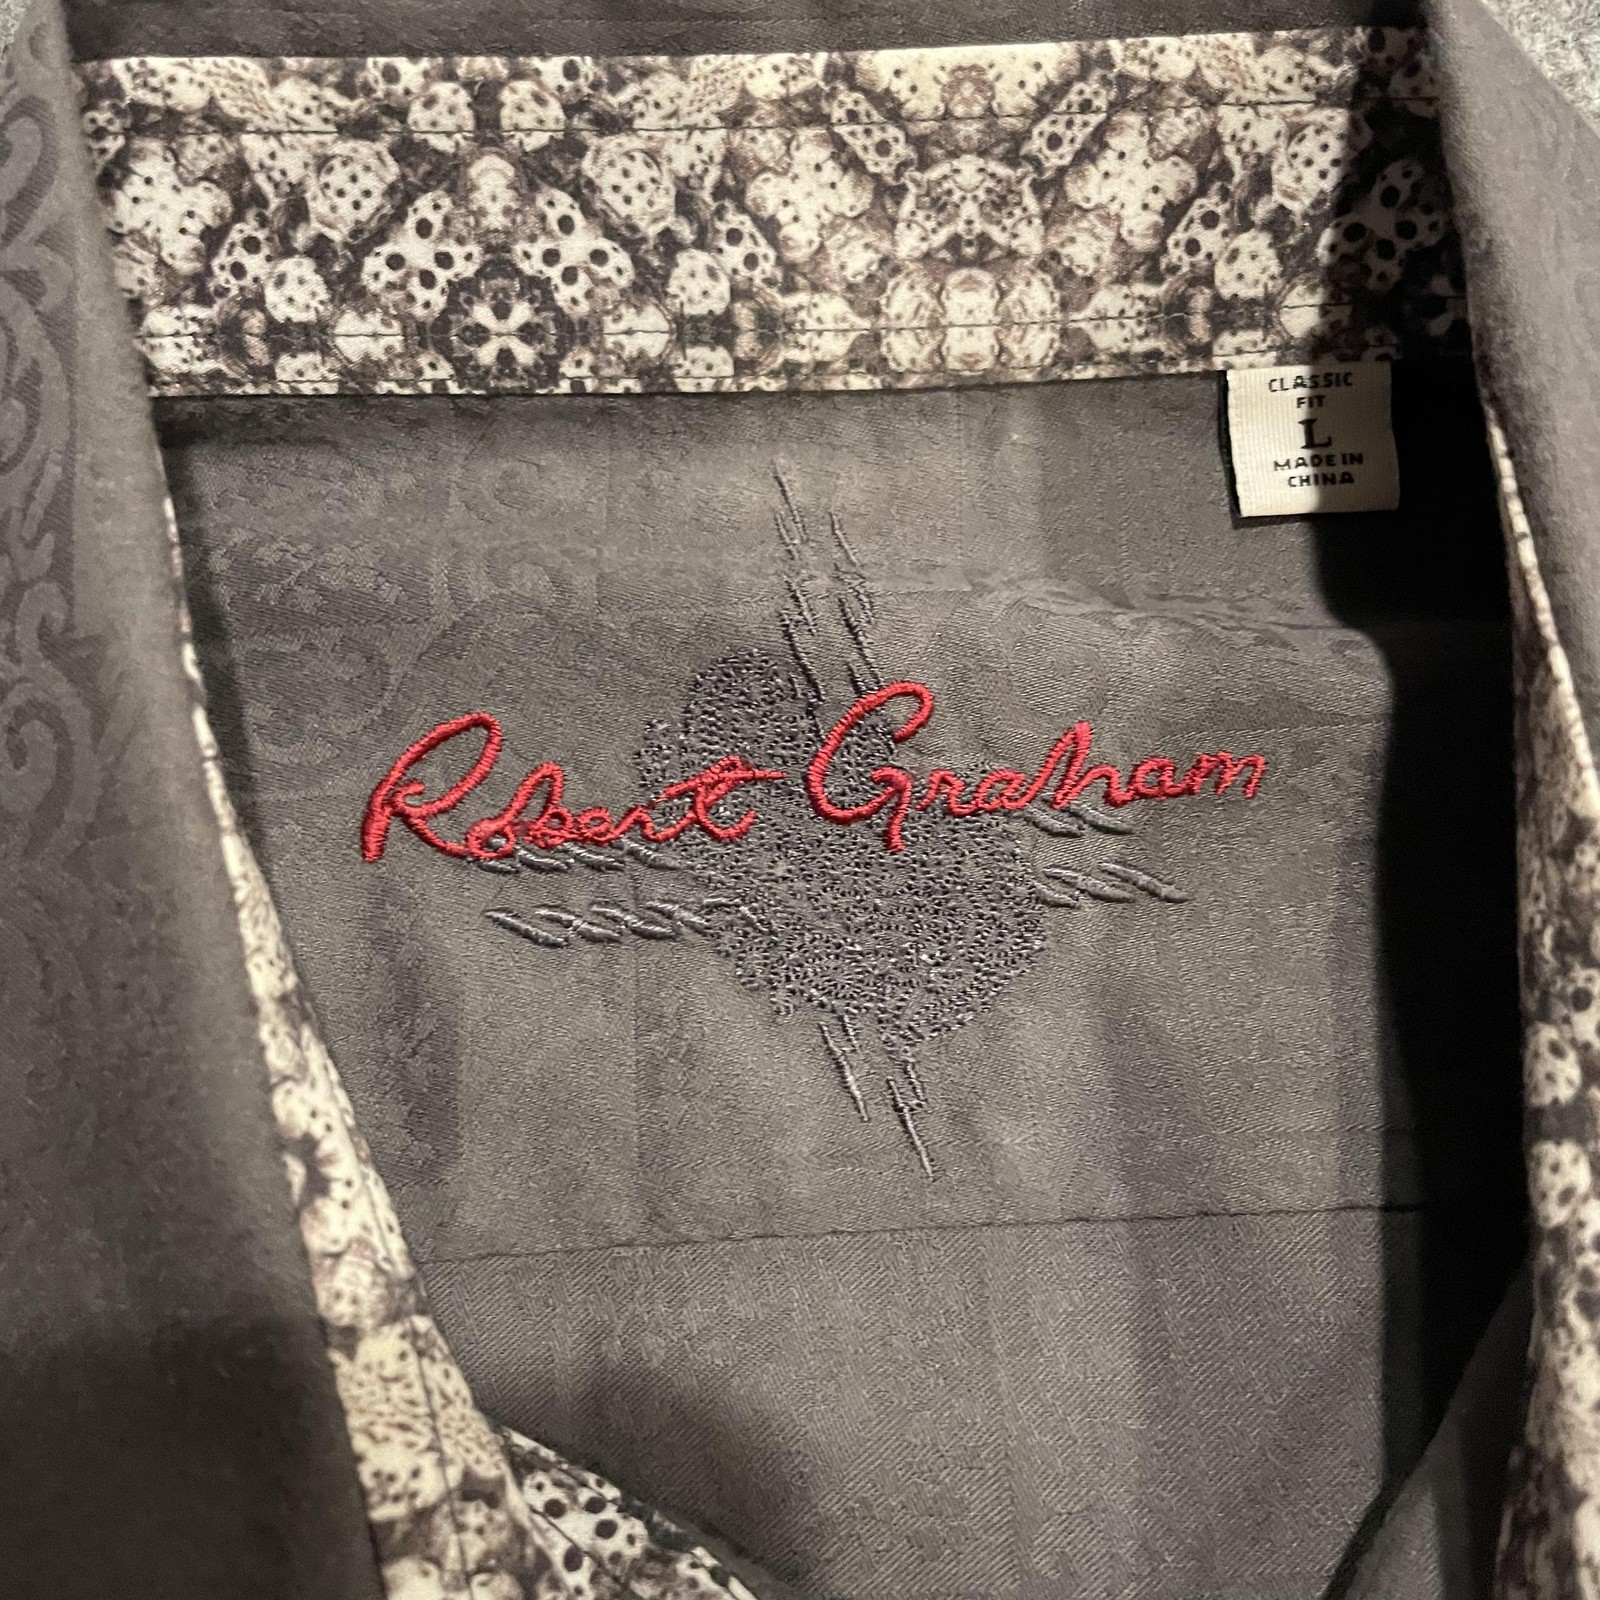 CLASSIC
FIT
L
MADE IN
CHINA
Robert Graham